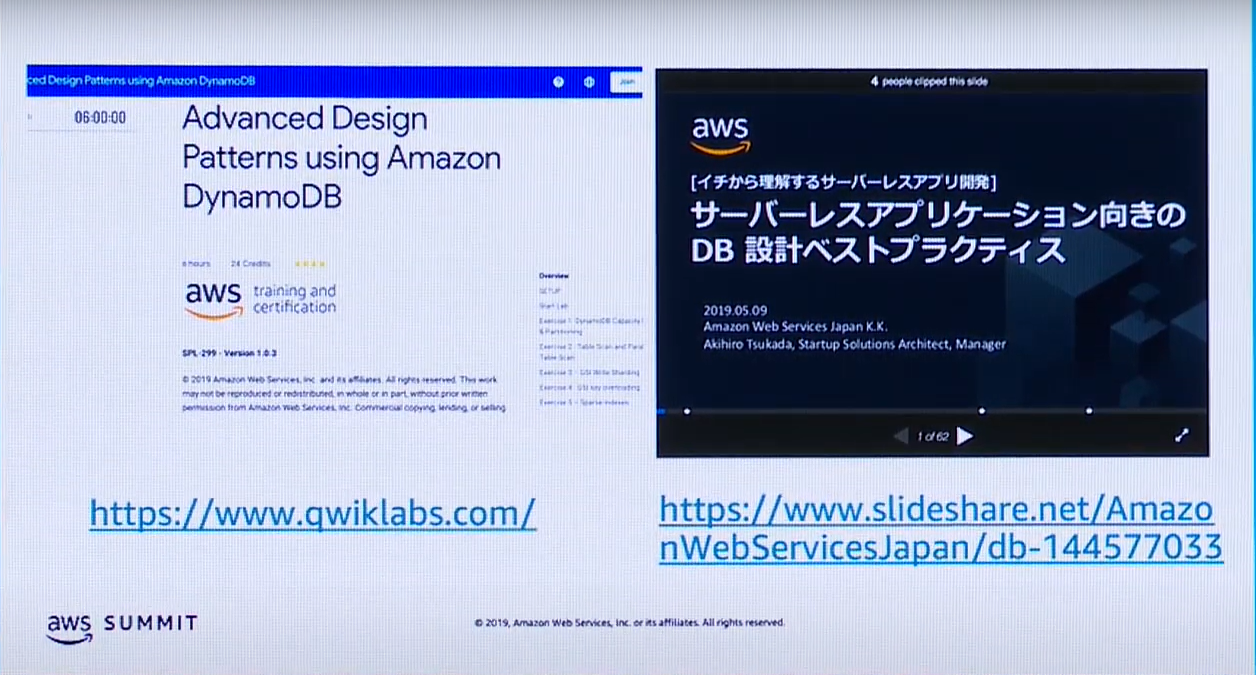 ced Design Patterns using Amazon DynamoDB
Join
06:00:00
Advanced Design
Patterns using Amazon
DynamoDB
6 hours 24 Credits
aws training and
certification
SPL-299 - Version 1.0.3
© 2019 Amazon Web Services, Inc. and its affiliates. All rights reserved. This work
may not be reproduced or redistributed, in whole or in part, without prior written
permission from Amazon Web Services, Inc. Commercial copying, lending, or selling
Overview
SETUP
Start Lab
Exercise 1: DynamoDB Capacity
& Partitioning
Exercise 2: Table Scan and Paral
Table Scan
Exercise 3 - GSI Write Sharding
Exercise 4: GSI key overloading
Exercise 5 - Sparse indexes
https://www.qwiklabs.com/
4 people clipped this slide
aws
[イチから理解するサーバーレスアプリ開発]
サーバーレスアプリケーション向きの
DB 設計ベストプラクティス
2019.05.09
Amazon Web Services Japan K.K.
Akihiro Tsukada, Startup Solutions Architect, Manager
1 of 62
https://www.slideshare.net/Amazo
nWebServicesJapan/db-144577033
aws SUMMIT
© 2019, Amazon Web Services, Inc. or its affiliates. All rights reserved.